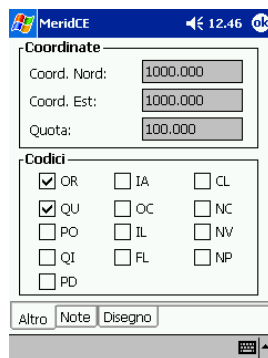 MeridCE 12.46 ok
Coordinate
Coord. Nord: 1000.000
Coord. Est: 1000.000
Quota: 100.000
Codici
OR IA CL
QU OC NC
PO IL NV
QI FL NP
PD
Altro Note Disegno